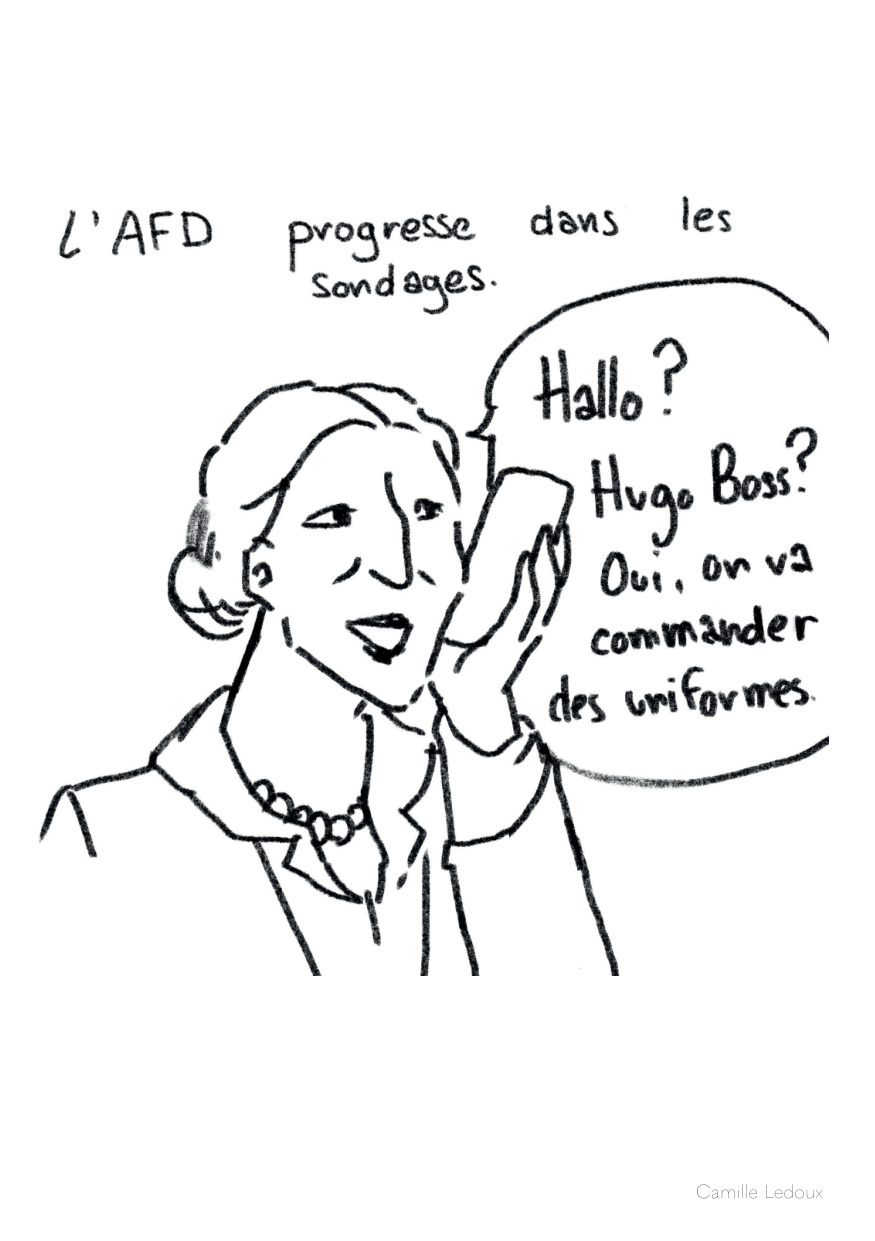 L'AFD progresse dans les
sondages.
Hallo?
Hugo Boss?
Oui, on va
commander
des uniformes.
Camille Ledoux